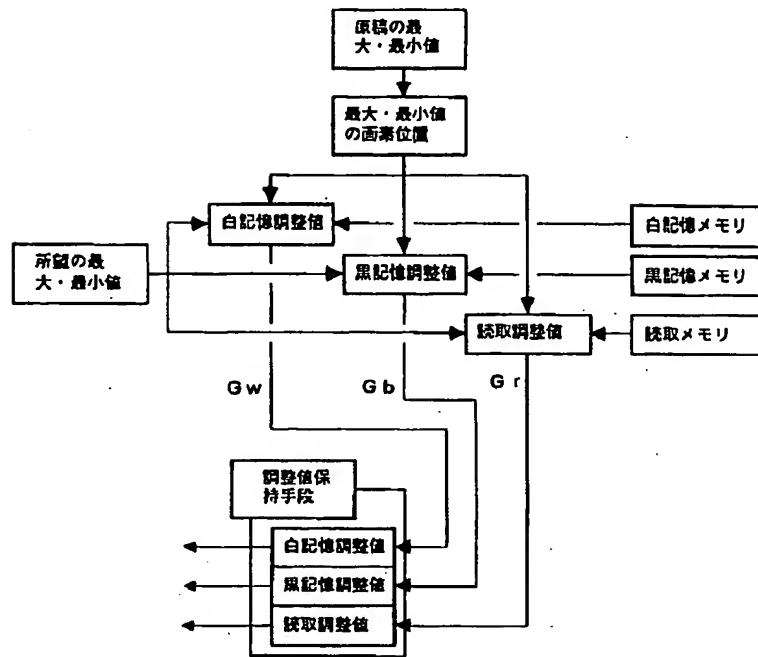 原稿の最
大・最小値
最大・最小値
の画素位置
白記憶調整値
白記憶メモリ
所望の最
大・最小値
黒記憶調整値
黒記憶メモリ
読取調整値
読取メモリ
Gw
Gb
Gr
調整値保
持手段
白記憶調整値
黒記憶調整値
読取調整値